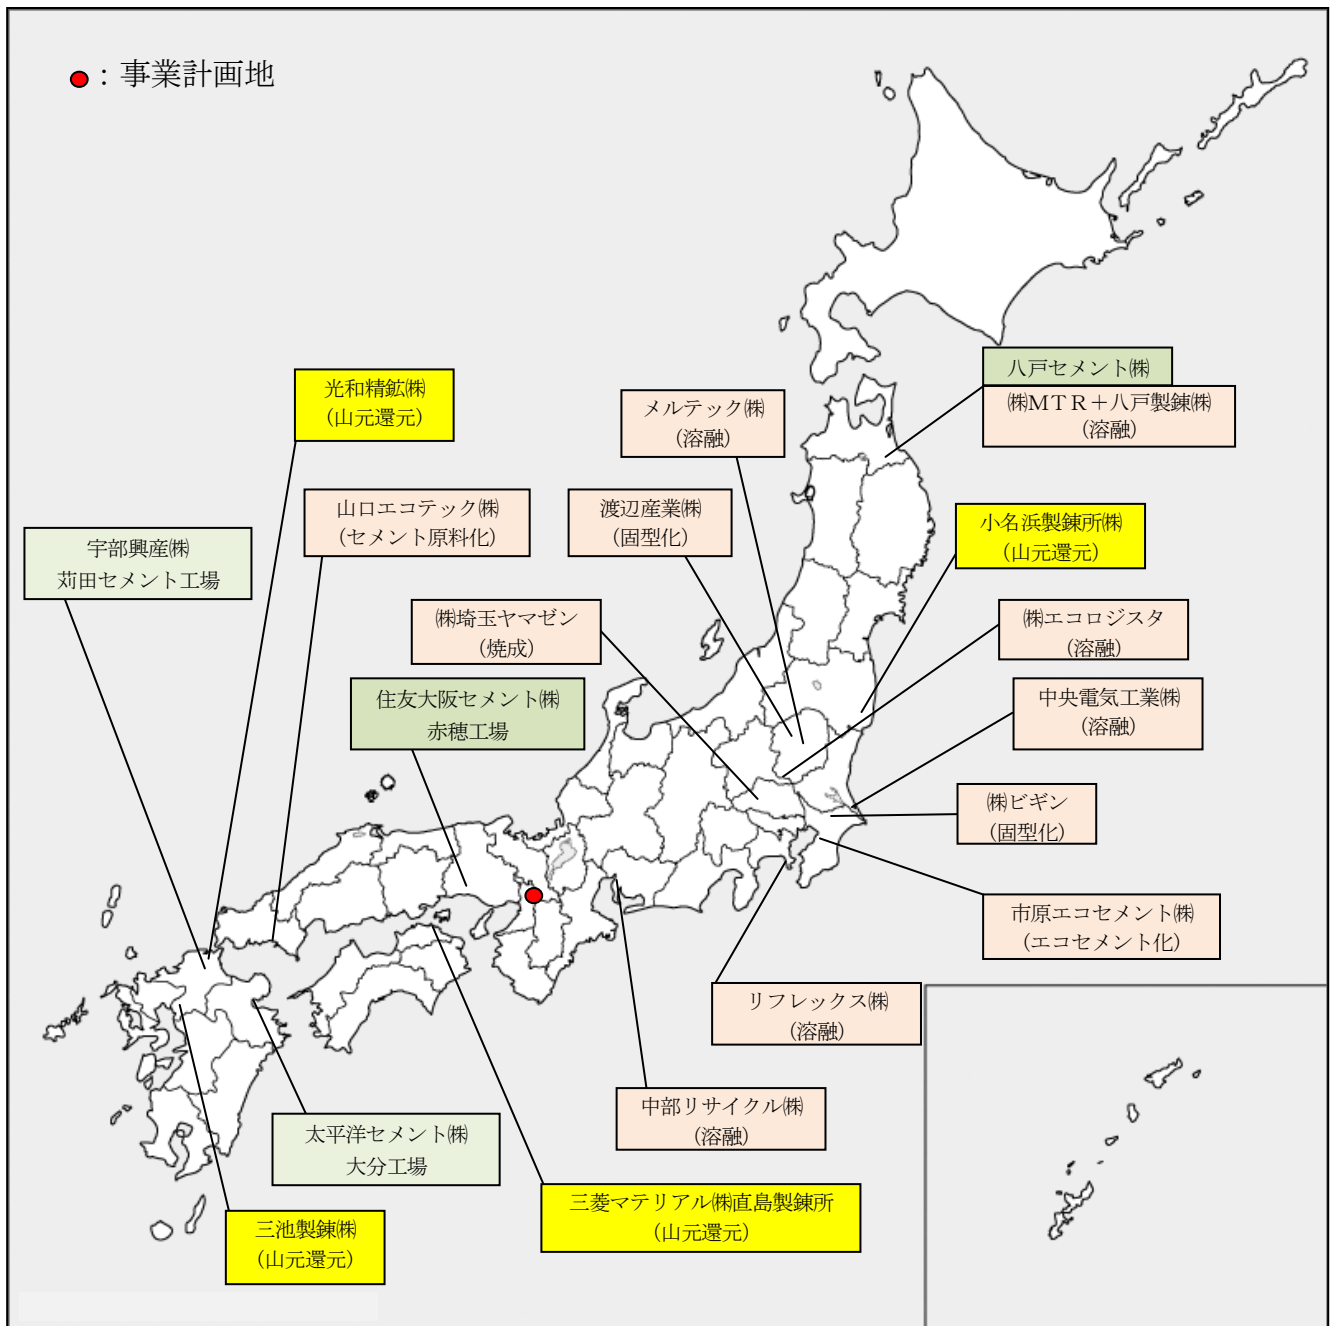 ：事業計画地
八戸セメント㈱
㈱ＭＴＲ＋八戸製錬㈱
（溶融）
光和精鉱㈱
（山元還元）
メルテック㈱
（溶融）
山口エコテック㈱
（セメント原料化）
渡辺産業㈱
（固型化）
小名浜製錬所㈱
（山元還元）
宇部興産㈱
苅田セメント工場
㈱埼玉ヤマゼン
（焼成）
㈱エコロジスタ
（溶融）
住友大阪セメント㈱
赤穂工場
中央電気工業㈱
（溶融）
㈱ビギン
（固型化）
市原エコセメント㈱
（エコセメント化）
リフレックス㈱
（溶融）
中部リサイクル㈱
（溶融）
太平洋セメント㈱
大分工場
三菱マテリアル㈱直島製錬所
（山元還元）
三池製錬㈱
（山元還元）